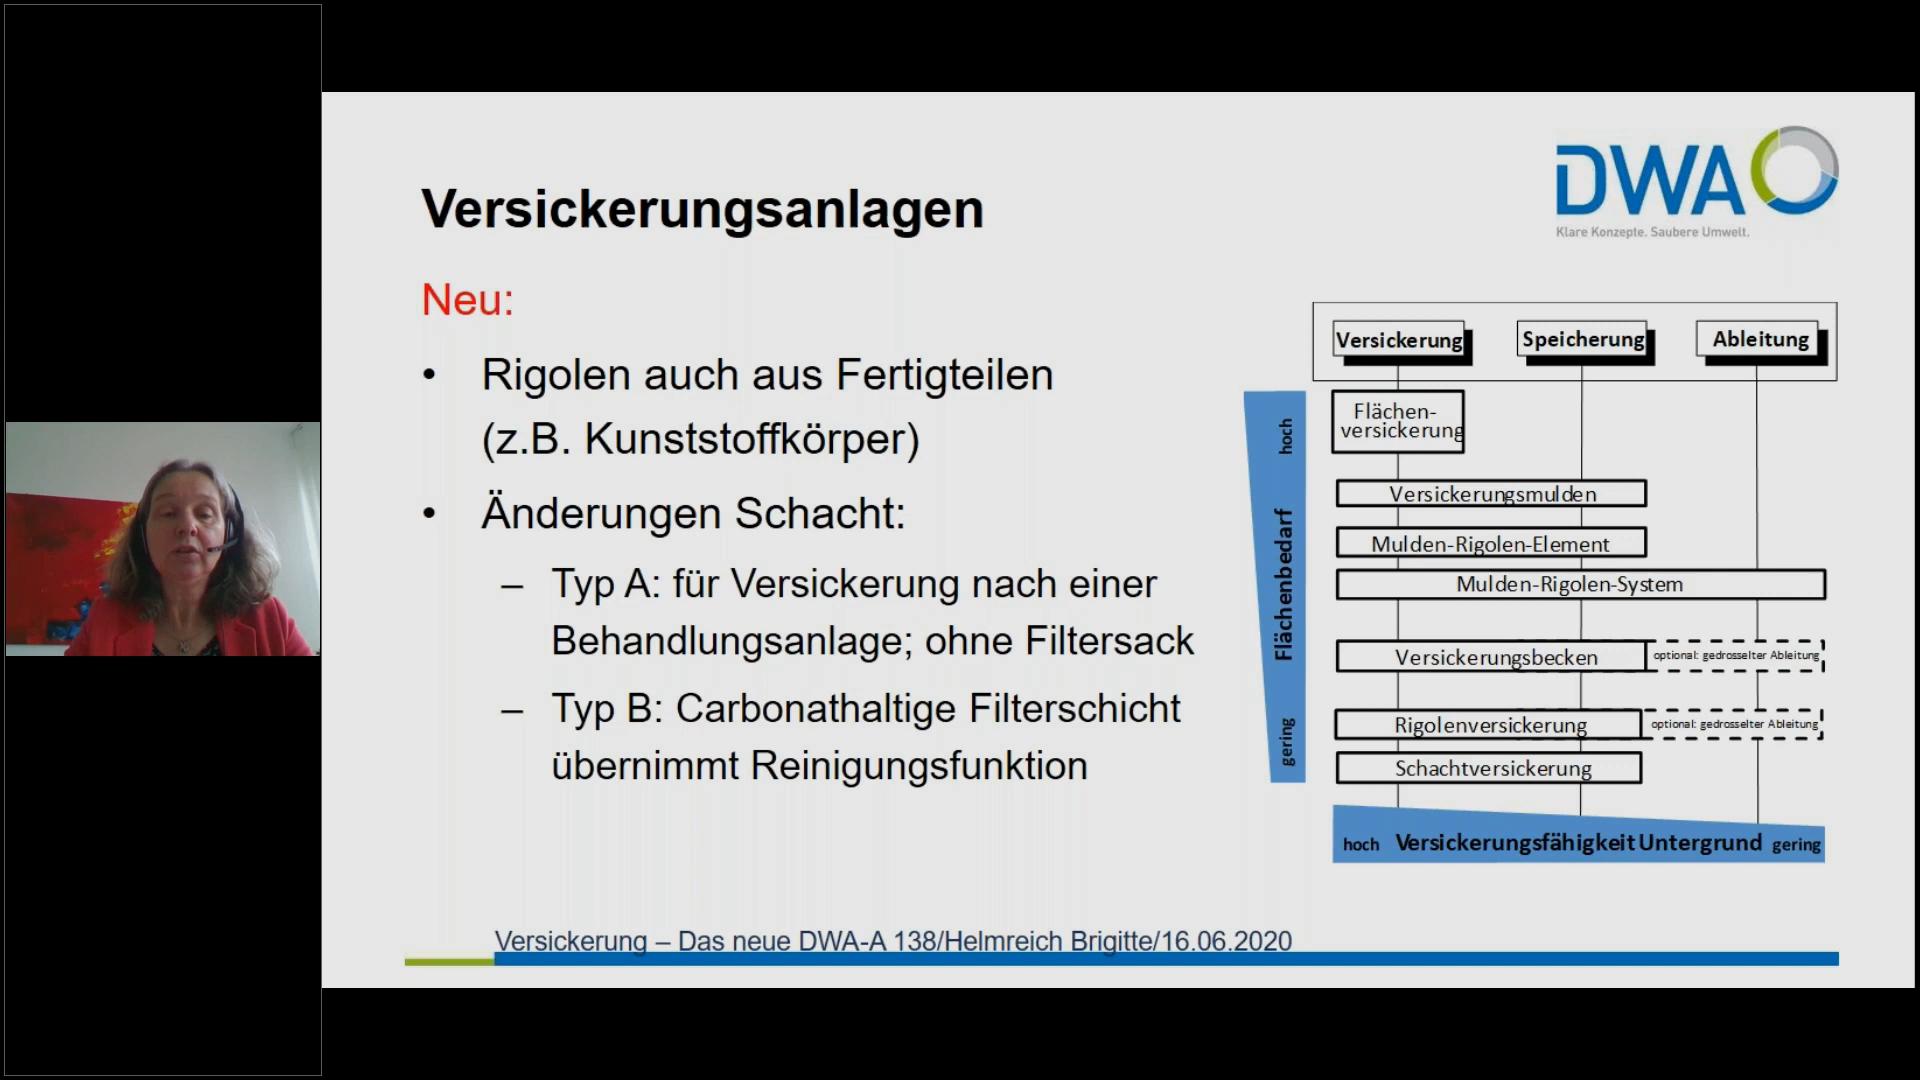 DWA
Klare Konzepte. Saubere Umwelt.
Versickerungsanlagen
Neu:
• Rigolen auch aus Fertigteilen
(z.B. Kunststoffkörper)
• Änderungen Schacht:
– Typ A: für Versickerung nach einer
Behandlungsanlage; ohne Filtersack
– Typ B: Carbonathaltige Filterschicht
übernimmt Reinigungsfunktion
Versickerung
Speicherung
Ableitung
hoch
Flächenbedarf
gering
Flächen-
versickerung
Versickerungsmulden
Mulden-Rigolen-Element
Mulden-Rigolen-System
Versickerungsbecken
optional: gedrosselter Ableitung
Rigolenversickerung
optional: gedrosselter Ableitung
Schachtversickerung
hoch Versickerungsfähigkeit Untergrund gering
Versickerung – Das neue DWA-A 138/Helmreich Brigitte/16.06.2020